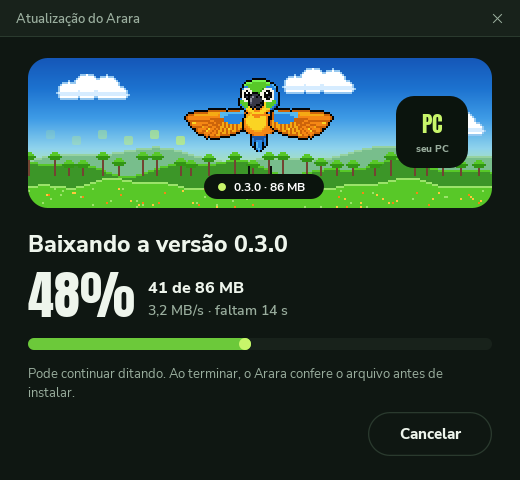 Atualização do Arara
PC
seu PC
0.3.0 · 86 MB
Baixando a versão 0.3.0
48%
41 de 86 MB
3,2 MB/s · faltam 14 s
Pode continuar ditando. Ao terminar, o Arara confere o arquivo antes de
instalar.
Cancelar